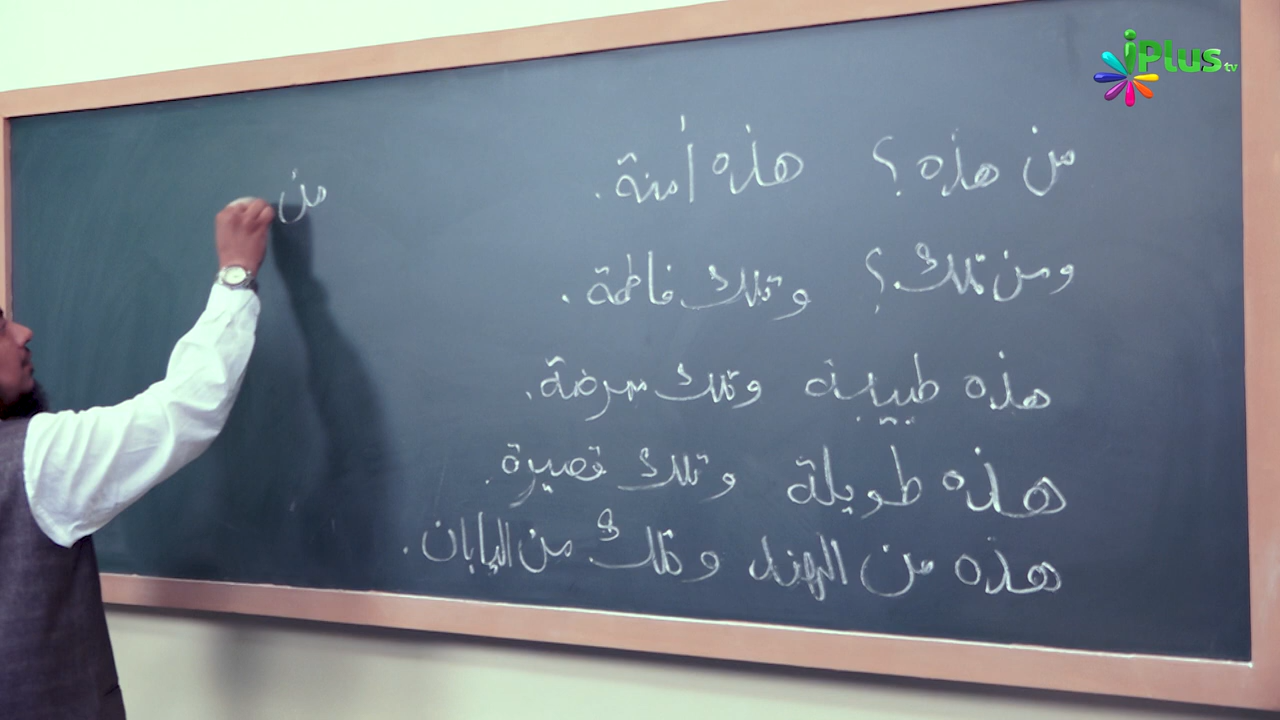 من هذه ؟ هذه آمنة .
ومن تلك ؟ وتلك فاطمة .
هذه طبيبة وتلك ممرضة .
هذه طويلة وتلك قصيرة .
هذه من الهند وتلك من اليابان .
من
iPlus tv